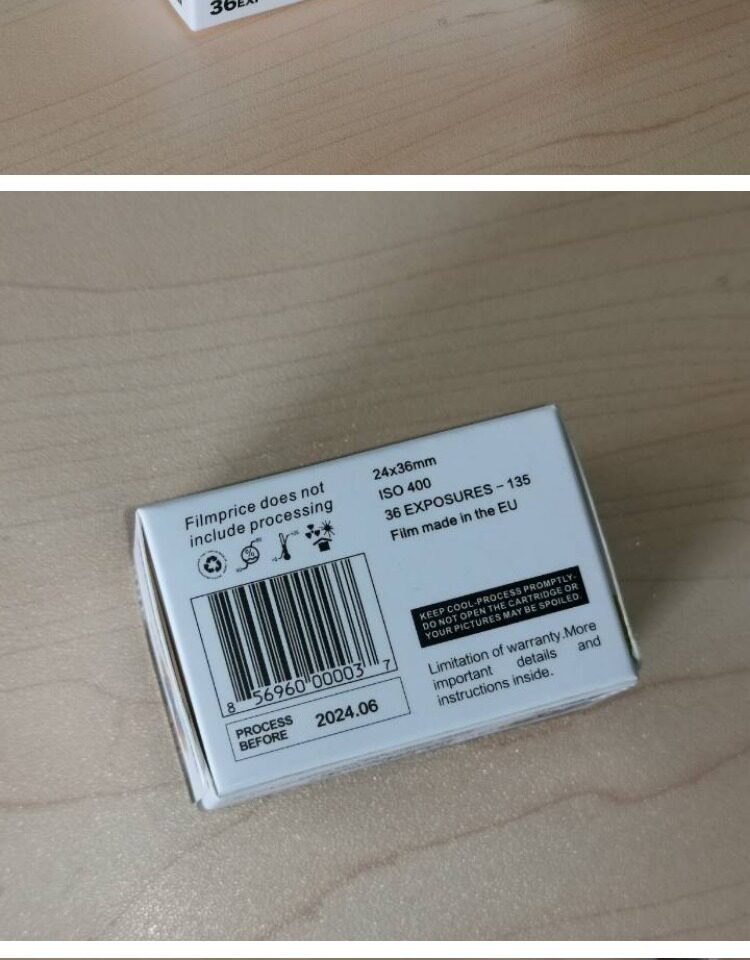 36EXP
Filmprice does not
include processing
24x36mm
ISO 400
36 EXPOSURES – 135
Film made in the EU
8 56960 00003 7
PROCESS
BEFORE
2024.06
KEEP COOL-PROCESS PROMPTLY-
DO NOT OPEN THE CARTRIDGE OR
YOUR PICTURES MAY BE SPOILED.
Limitation of warranty.More
important details and
instructions inside.